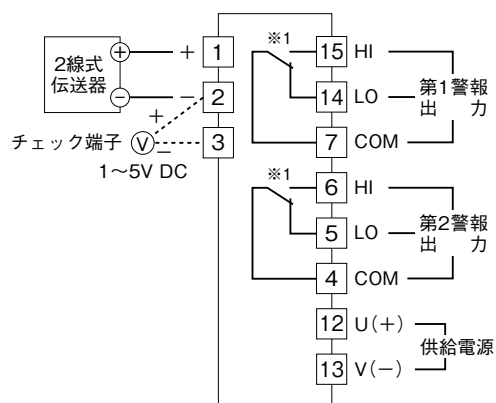 2線式
伝送器
+ + 1
− − 2
+
チェック端子 V − 3
1～5V DC
※1 15 HI
14 LO 第1警報
出 力
7 COM
※1 6 HI
5 LO 第2警報
出 力
4 COM
12 U(+)
供給電源
13 V(−)